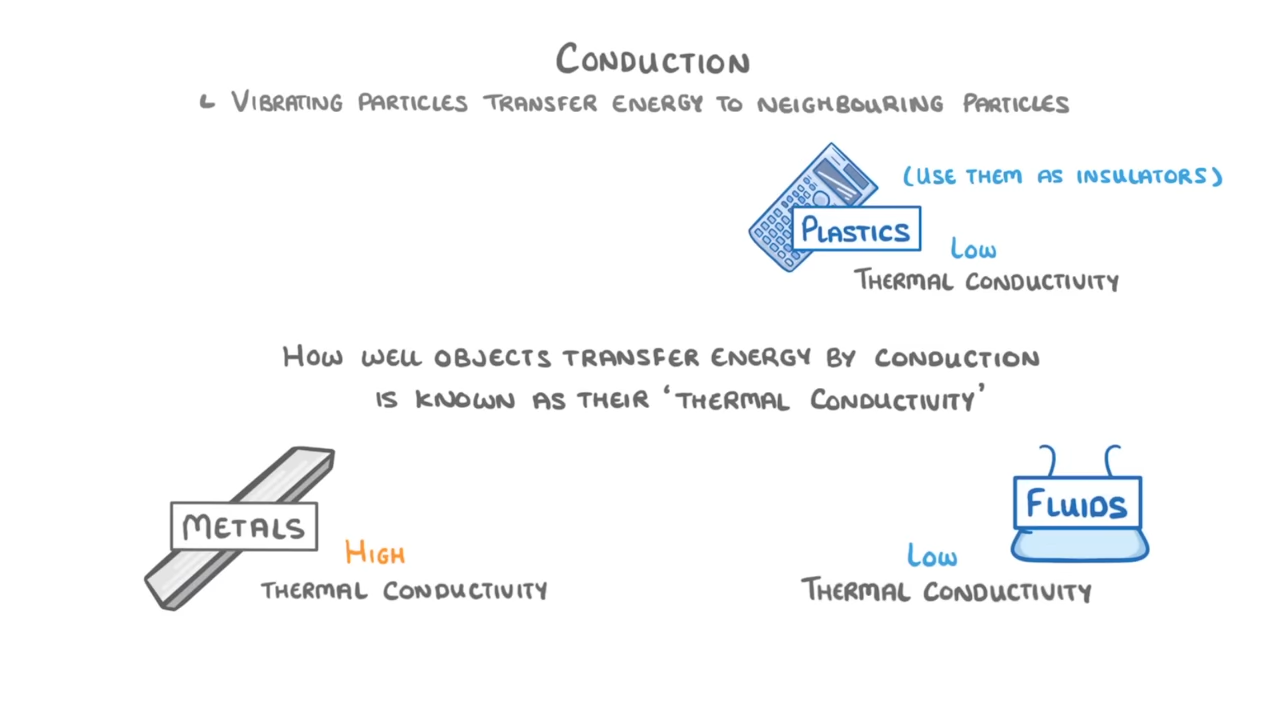 CONDUCTION
VIBRATING PARTICLES TRANSFER ENERGY TO NEIGHBOURING PARTICLES
(USE THEM AS INSULATORS)
PLASTICS
LOW
THERMAL CONDUCTIVITY
HOW WELL OBJECTS TRANSFER ENERGY BY CONDUCTION
IS KNOWN AS THEIR ‘THERMAL CONDUCTIVITY’
METALS
HIGH
THERMAL CONDUCTIVITY
FLUIDS
LOW
THERMAL CONDUCTIVITY